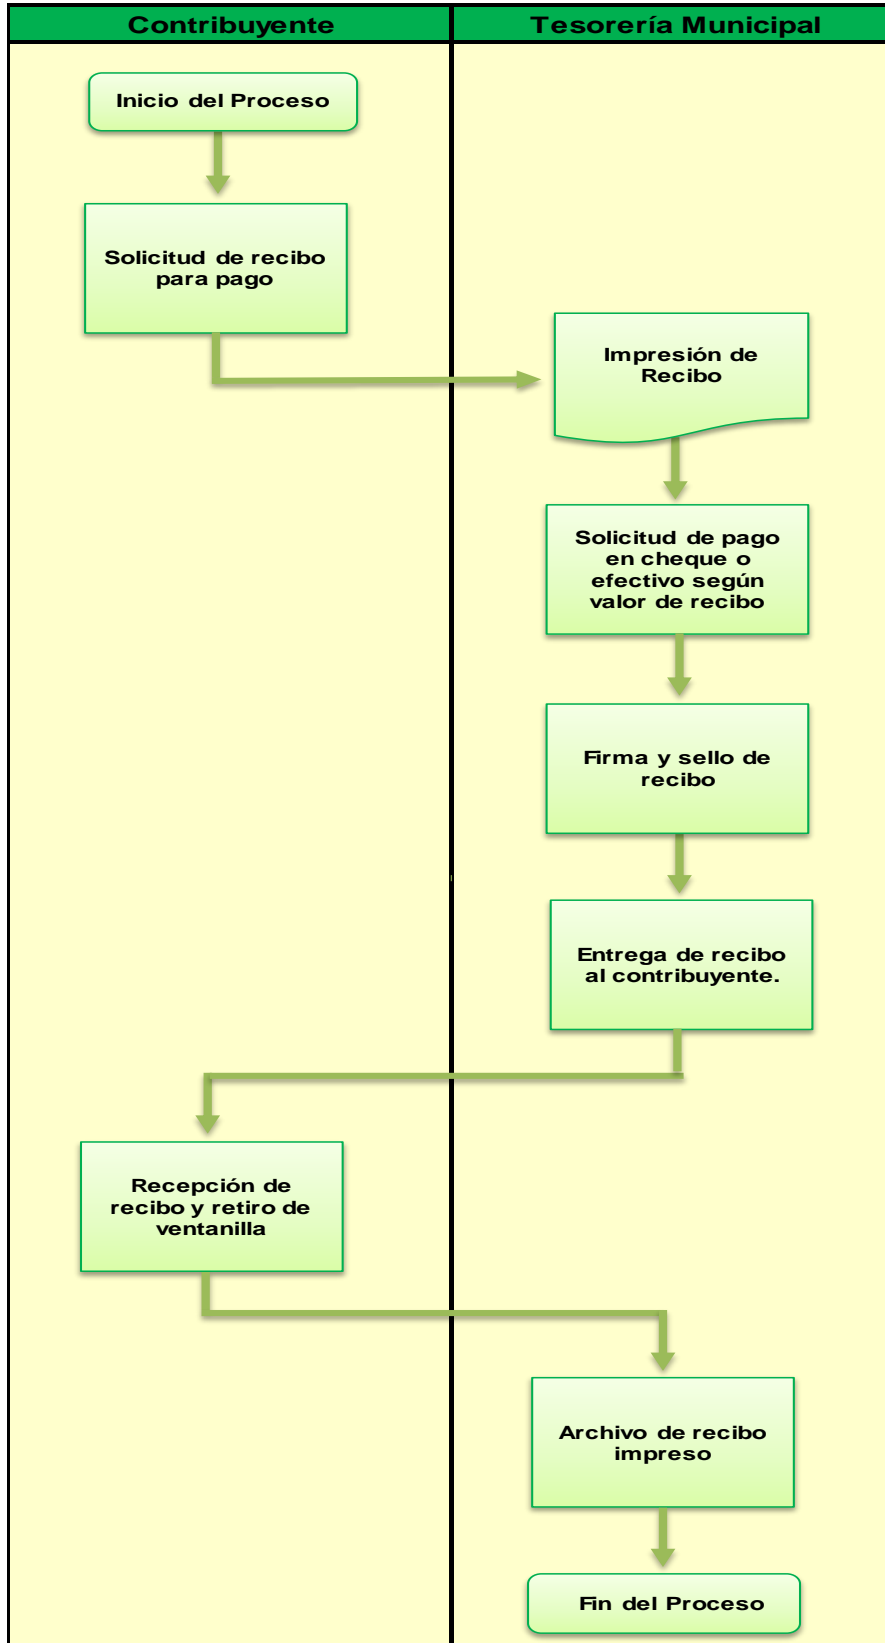 Contribuyente
Tesorería Municipal
Inicio del Proceso
Solicitud de recibo
para pago
Impresión de
Recibo
Solicitud de pago
en cheque o
efectivo según
valor de recibo
Firma y sello de
recibo
Entrega de recibo
al contribuyente.
Recepción de
recibo y retiro de
ventanilla
Archivo de recibo
impreso
Fin del Proceso